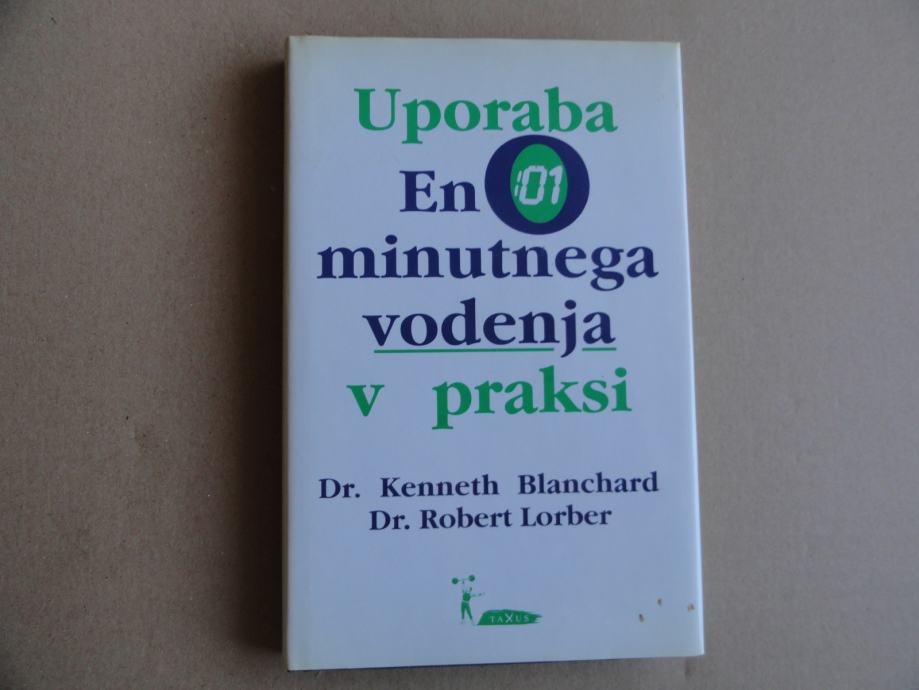 Uporaba
En :01
minutnega
vodenja
v praksi
Dr. Kenneth Blanchard
Dr. Robert Lorber
TAXUS